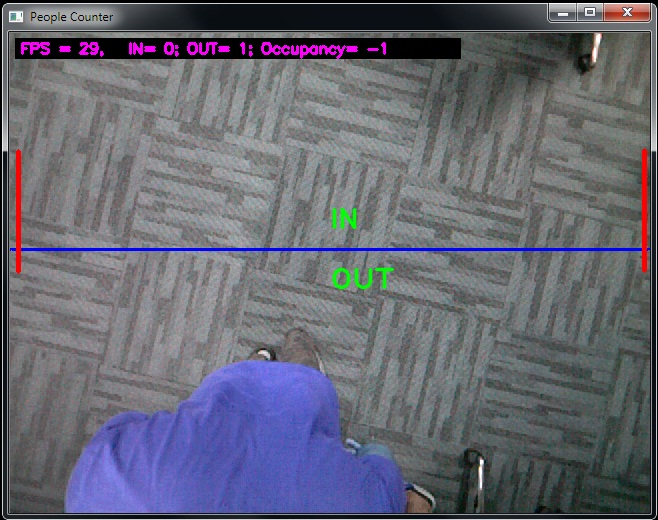 People Counter
FPS = 29,   IN= 0; OUT= 1; Occupancy= -1
IN
OUT